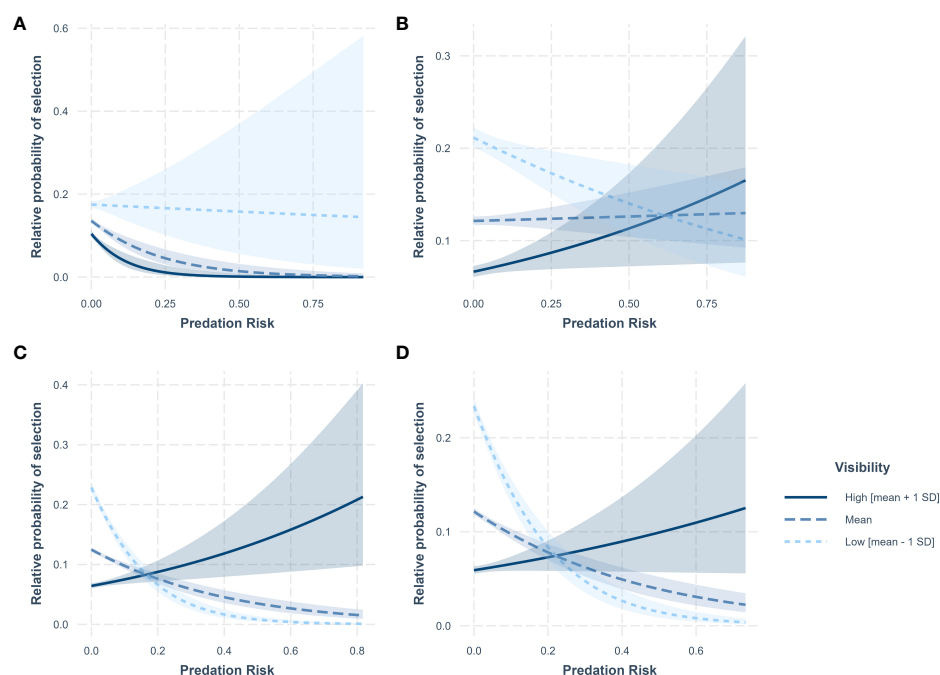 A
Relative probability of selection
0.6
0.4
0.2
0.0
0.00 0.25 0.50 0.75
Predation Risk
B
Relative probability of selection
0.3
0.2
0.1
0.00 0.25 0.50 0.75
Predation Risk
C
Relative probability of selection
0.4
0.3
0.2
0.1
0.0
0.0 0.2 0.4 0.6 0.8
Predation Risk
D
Relative probability of selection
0.2
0.1
0.0
0.0 0.2 0.4 0.6
Predation Risk
Visibility
High [mean + 1 SD]
Mean
Low [mean - 1 SD]